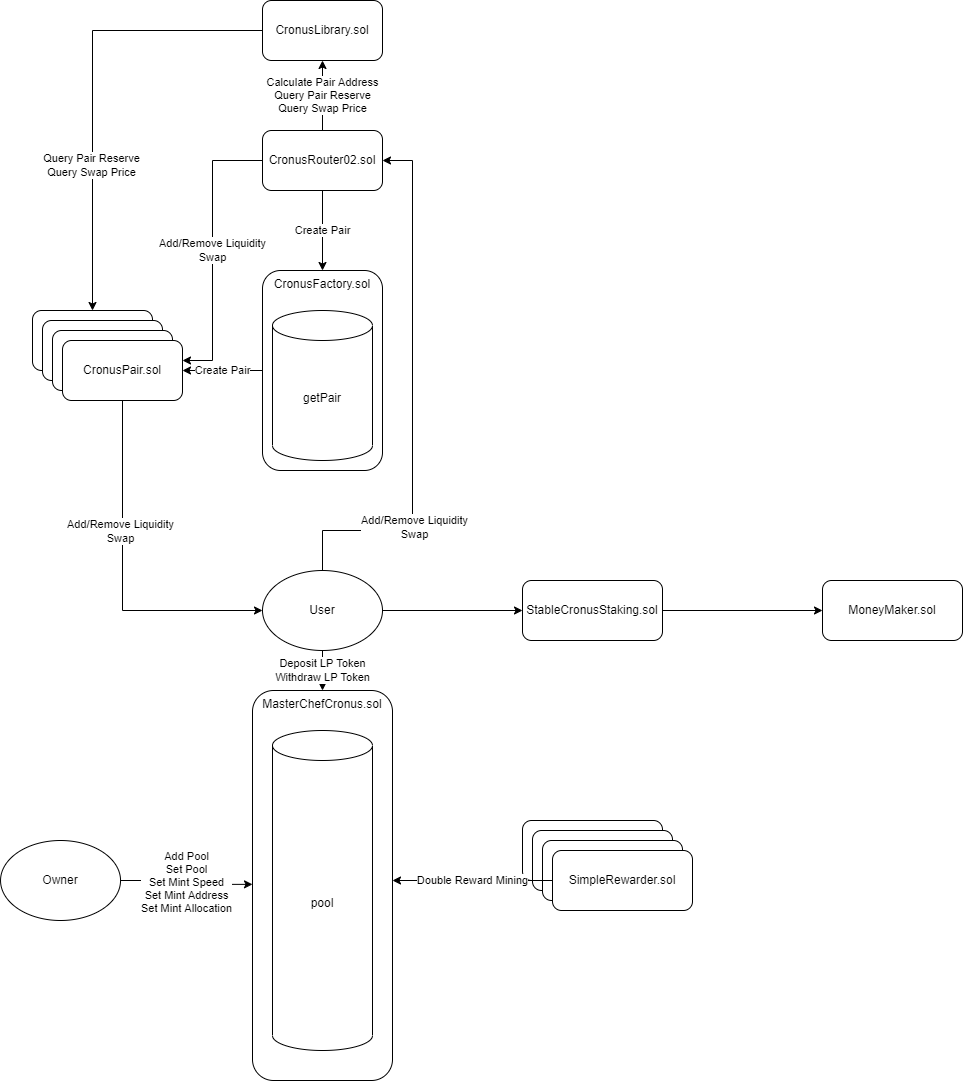 CronusLibrary.sol
Calculate Pair Address
Query Pair Reserve
Query Swap Price
CronusRouter02.sol
Query Pair Reserve
Query Swap Price
Create Pair
Add/Remove Liquidity
Swap
CronusFactory.sol
CronusPair.sol
Create Pair
getPair
Add/Remove Liquidity
Swap
Add/Remove Liquidity
Swap
User
StableCronusStaking.sol
MoneyMaker.sol
Deposit LP Token
Withdraw LP Token
MasterChefCronus.sol
Owner
Add Pool
Set Pool
Set Mint Speed
Set Mint Address
Set Mint Allocation
pool
Double Reward Mining
SimpleRewarder.sol